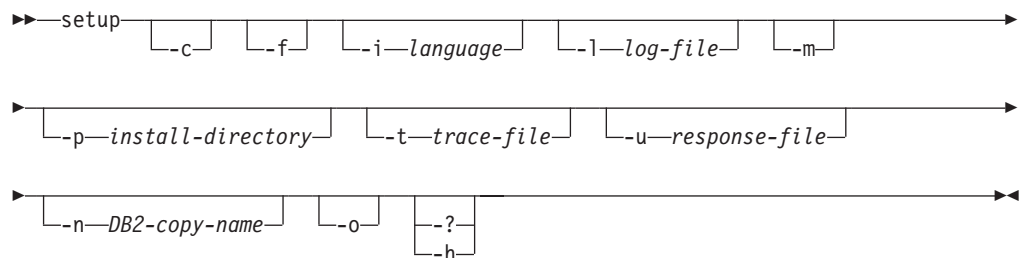 setup -c -f -i language -l log-file -m
-p install-directory -t trace-file -u response-file
-n DB2-copy-name -o -?
-h